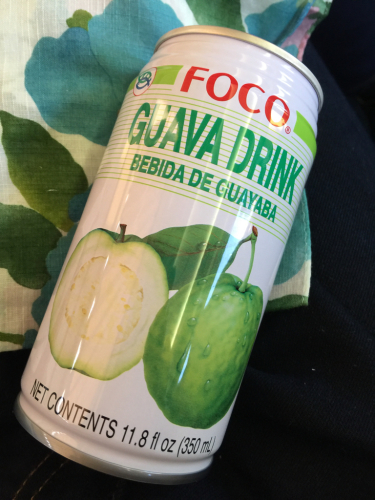 FOCO®
GUAVA DRINK
BEBIDA DE GUAYABA
NET CONTENTS 11.8 fl oz (350 mL)